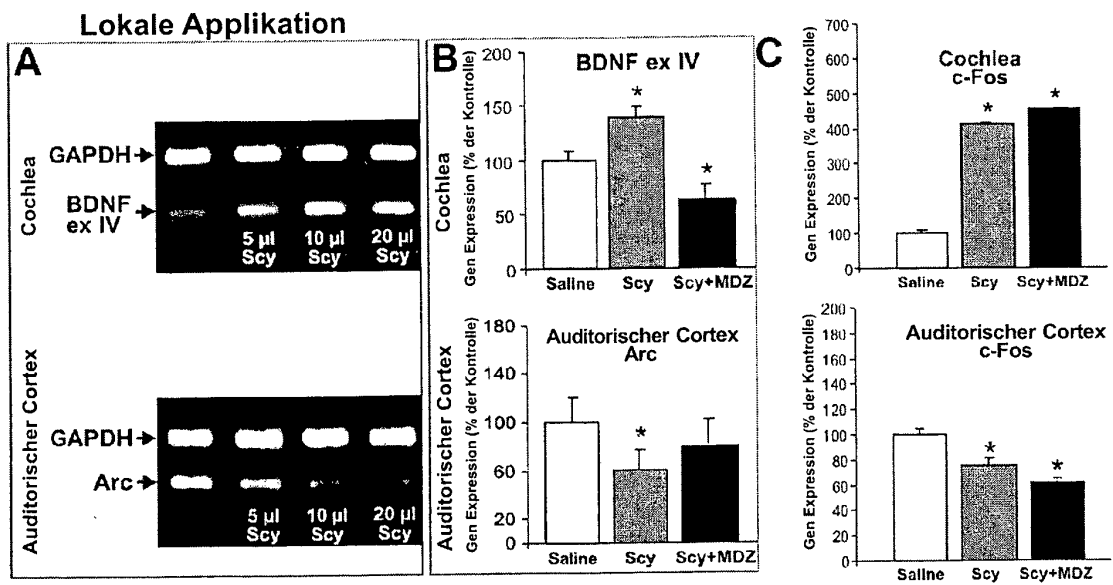 Lokale Applikation
A
Cochlea
GAPDH
BDNF
ex IV
5 µl
Scy
10 µl
Scy
20 µl
Scy
Auditorischer Cortex
GAPDH
Arc
5 µl
Scy
10 µl
Scy
20 µl
Scy
B
Cochlea
Gen Expression (% der Kontrolle)
BDNF ex IV
200
150
100
50
0
*
*
Saline
Scy
Scy+MDZ
Auditorischer Cortex
Gen Expression (% der Kontrolle)
Auditorischer Cortex
Arc
180
140
100
60
20
0
*
Saline
Scy
Scy+MDZ
C
Gen Expression (% der Kontrolle)
Cochlea
c-Fos
700
600
500
400
300
200
100
0
*
*
Saline
Scy
Scy+MDZ
Gen Expression (% der Kontrolle)
Auditorischer Cortex
c-Fos
200
180
160
140
120
100
80
60
40
20
0
*
*
Saline
Scy
Scy+MDZ